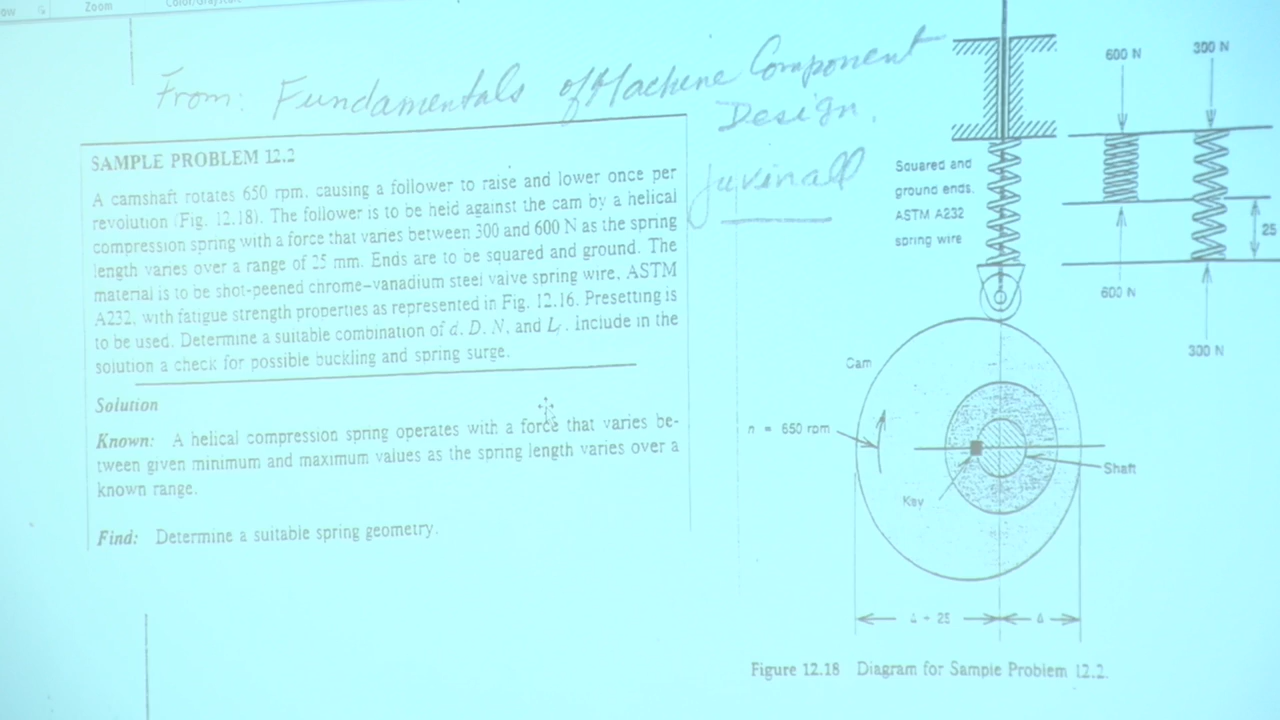 Zoom
From: Fundamentals of Machine Component
Design.
Juvinall
SAMPLE PROBLEM 12.2
A camshaft rotates 650 rpm, causing a follower to raise and lower once per
revolution (Fig. 12.18). The follower is to be held against the cam by a helical
compression spring with a force that varies between 300 and 600 N as the spring
length varies over a range of 25 mm. Ends are to be squared and ground. The
material is to be shot-peened chrome–vanadium steel valve spring wire, ASTM
A232, with fatigue strength properties as represented in Fig. 12.16. Presetting is
to be used. Determine a suitable combination of d, D, N, and Lf. Include in the
solution a check for possible buckling and spring surge.
Solution
Known: A helical compression spring operates with a force that varies be-
tween given minimum and maximum values as the spring length varies over a
known range.
Find: Determine a suitable spring geometry.
Squared and
ground ends.
ASTM A232
spring wire
600 N
300 N
25
600 N
300 N
Cam
n = 650 rpm
Key
Shaft
+ 25
Figure 12.18 Diagram for Sample Problem 12.2.